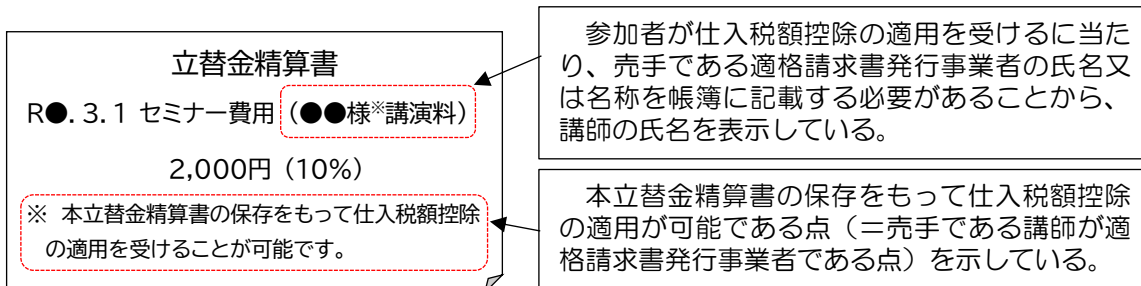 立替金精算書
R●.3.1 セミナー費用(●●様※講演料)
2,000円(10%)
※ 本立替金精算書の保存をもって仕入税額控除
の適用を受けることが可能です。
参加者が仕入税額控除の適用を受けるに当た
り、売手である適格請求書発行事業者の氏名又
は名称を帳簿に記載する必要があることから、
講師の氏名を表示している。
本立替金精算書の保存をもって仕入税額控除
の適用が可能である点(=売手である講師が適
格請求書発行事業者である点)を示している。